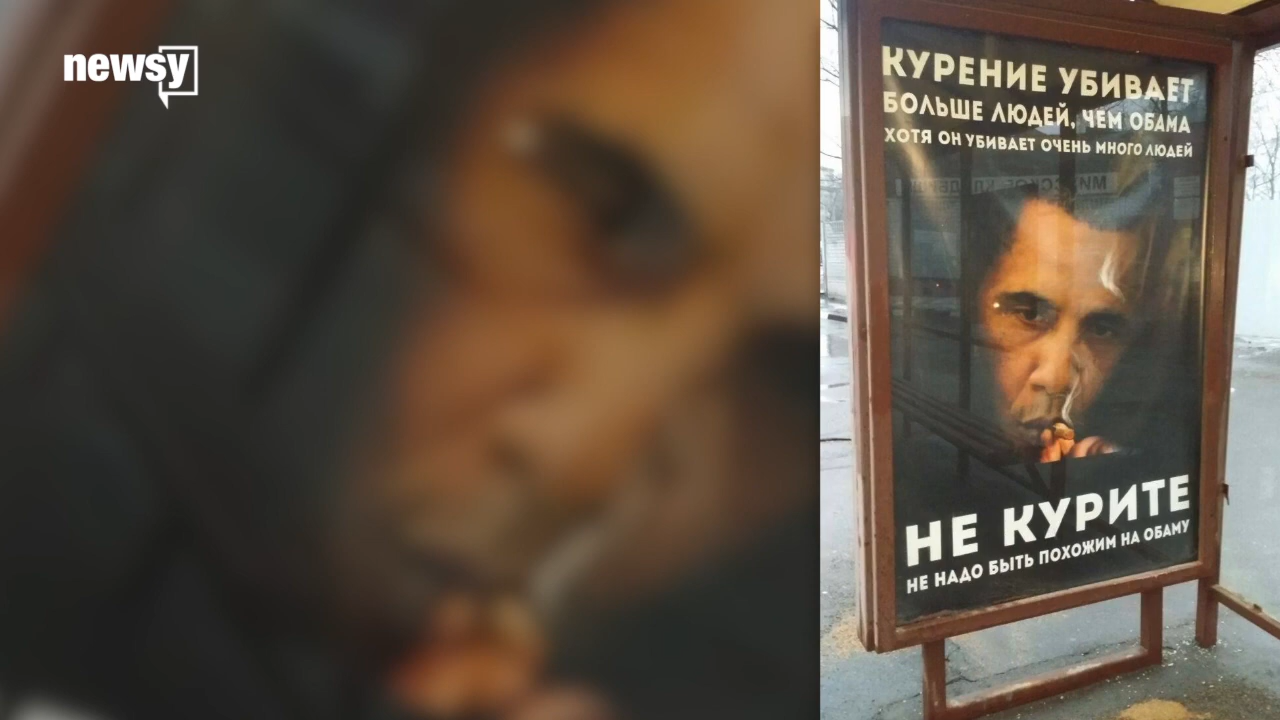 newsy
КУРЕНИЕ УБИВАЕТ
БОЛЬШЕ ЛЮДЕЙ, ЧЕМ ОБАМА
ХОТЯ ОН УБИВАЕТ ОЧЕНЬ МНОГО ЛЮДЕЙ
НЕ КУРИТЕ
НЕ НАДО БЫТЬ ПОХОЖИМ НА ОБАМУ